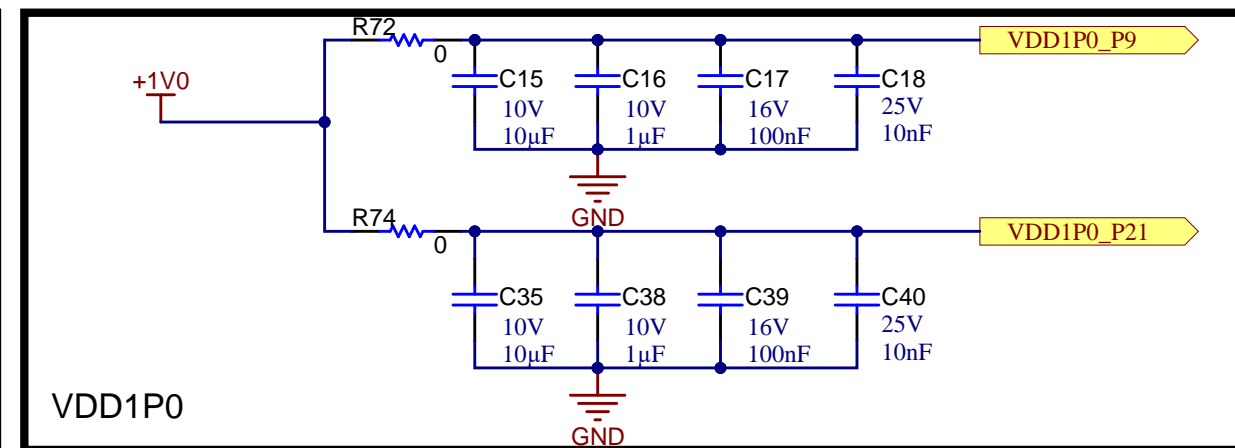 R72
0
VDD1P0_P9
+1V0
C15
10V
10µF
C16
10V
1µF
C17
16V
100nF
C18
25V
10nF
GND
R74
0
VDD1P0_P21
C35
10V
10µF
C38
10V
1µF
C39
16V
100nF
C40
25V
10nF
GND
VDD1P0